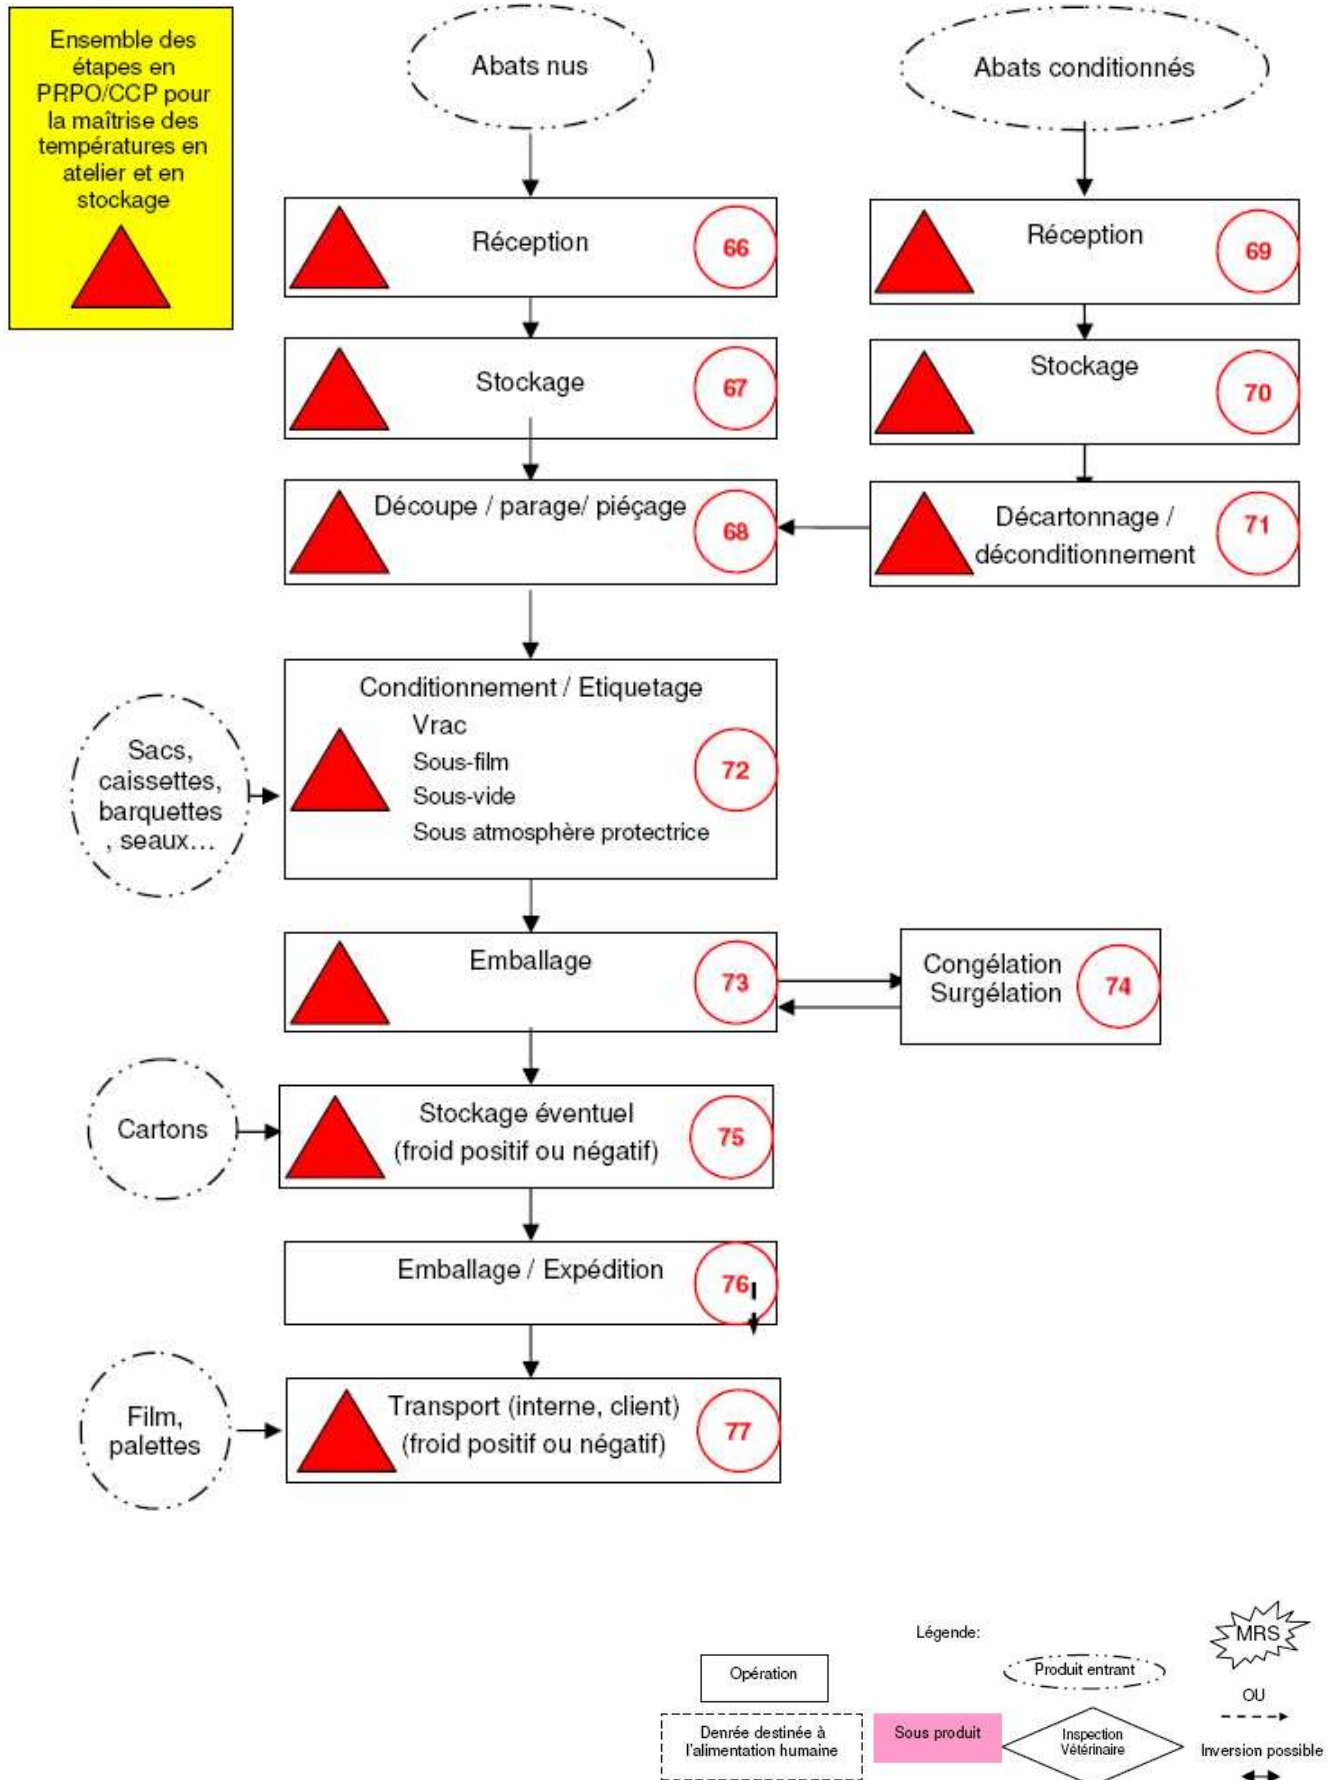 Ensemble des
étapes en
PRPO/CCP pour
la maîtrise des
températures en
atelier et en
stockage
Abats nus
Abats conditionnés
Réception
66
Réception
69
Stockage
67
Stockage
70
Découpe / parage/ piéçage
68
Décartonnage /
déconditionnement
71
Conditionnement / Etiquetage
Vrac
Sous-film
Sous-vide
Sous atmosphère protectrice
72
Sacs,
caissettes,
barquettes
, seaux...
Emballage
73
Congélation
Surgélation
74
Cartons
Stockage éventuel
(froid positif ou négatif)
75
Emballage / Expédition
76
Film,
palettes
Transport (interne, client)
(froid positif ou négatif)
77
Légende:
MRS
Opération
Produit entrant
OU
Denrée destinée à
l'alimentation humaine
Sous produit
Inspection
Vétérinaire
Inversion possible